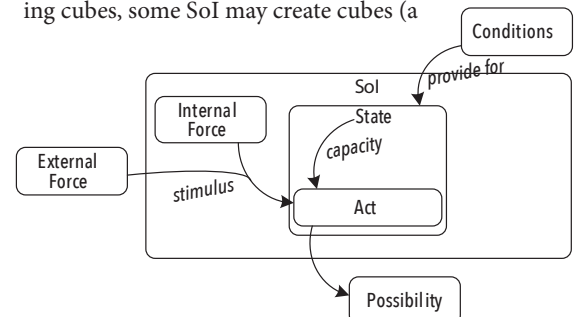 ing cubes, some SoI may create cubes (a
Conditions
provide for
SoI
Internal
Force
State
capacity
External
Force
stimulus
Act
Possibility